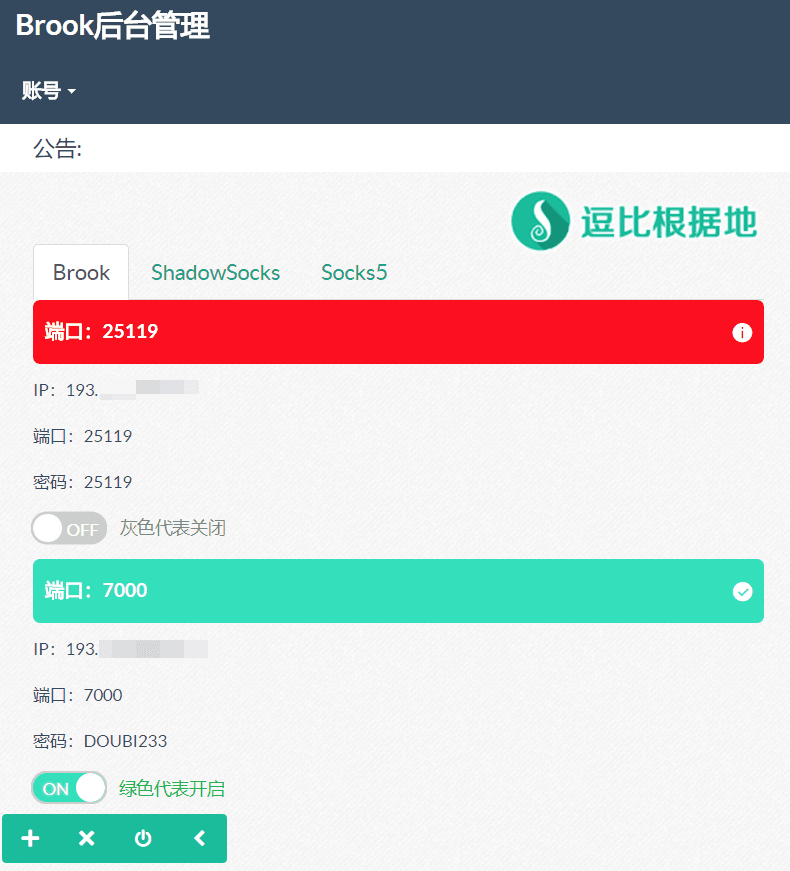 Brook后台管理
账号
公告:
逗比根据地
Brook ShadowSocks Socks5
端口：25119
IP：193.
端口：25119
密码：25119
OFF 灰色代表关闭
端口：7000
IP：193.
端口：7000
密码：DOUBI233
ON 绿色代表开启